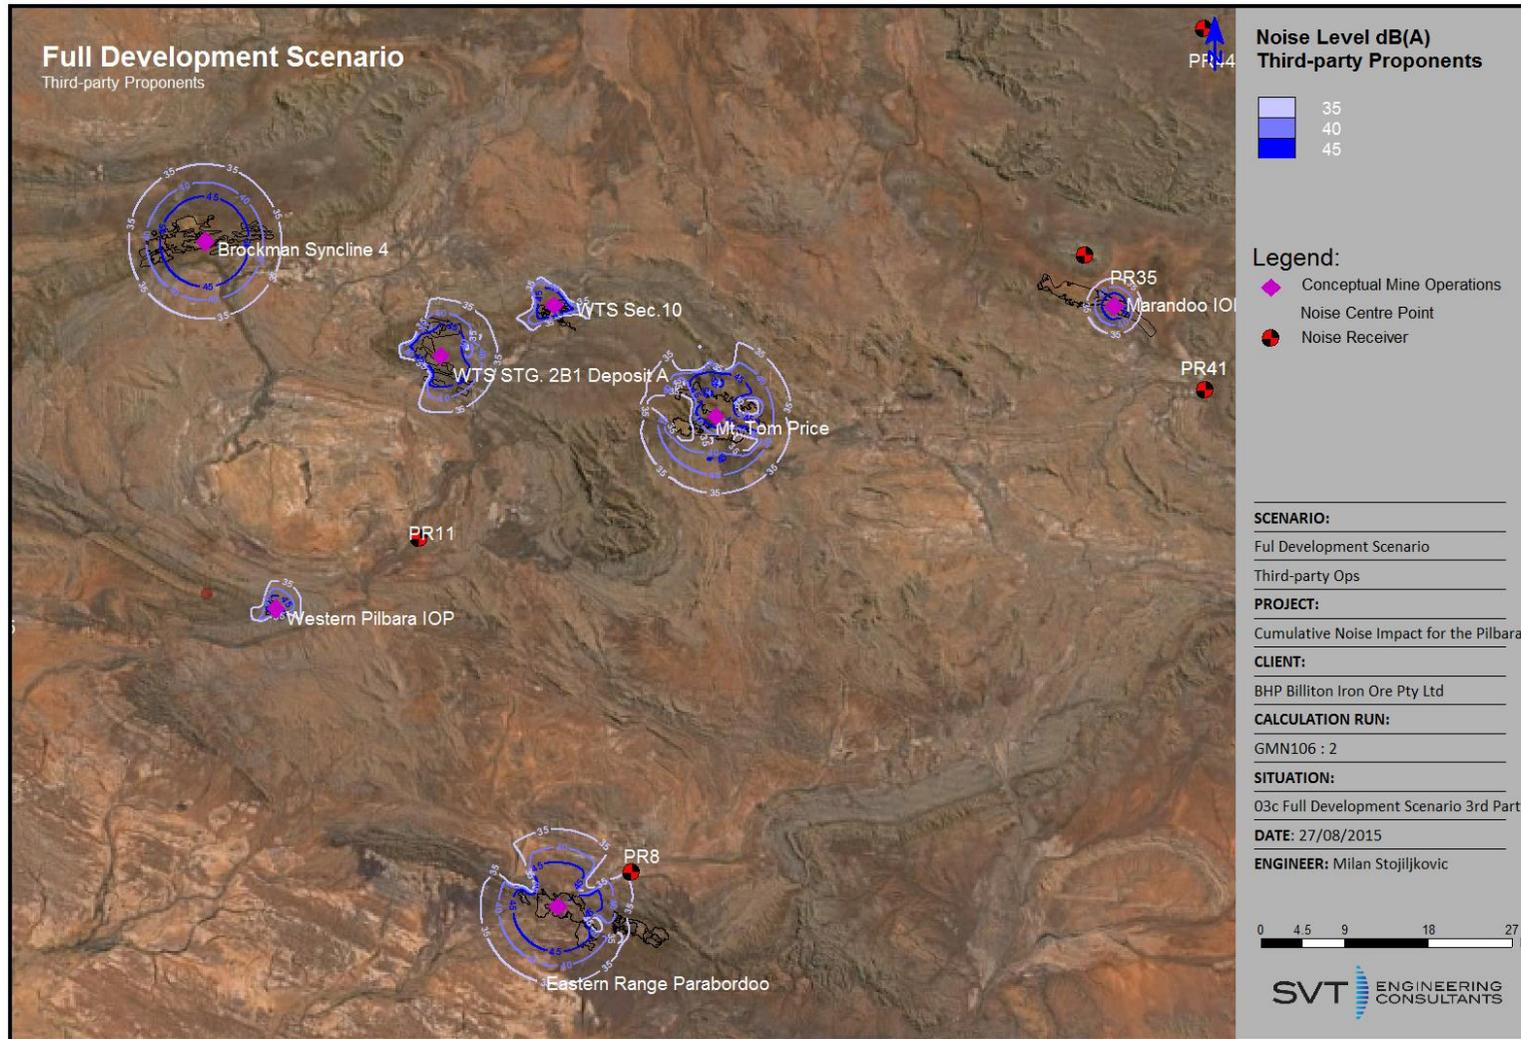 Full Development Scenario
Third-party Proponents
PR44
N
Brockman Syncline 4
WTS Sec.10
PR35
Marandoo IOP
WTS STG. 2B1 Deposit A
PR41
Mt. Tom Price
PR11
Western Pilbara IOP
PR8
Eastern Range Parabordoo
Noise Level dB(A)
Third-party Proponents
35
40
45
Legend:
Conceptual Mine Operations
Noise Centre Point
Noise Receiver
SCENARIO:
Ful Development Scenario
Third-party Ops
PROJECT:
Cumulative Noise Impact for the Pilbara
CLIENT:
BHP Billiton Iron Ore Pty Ltd
CALCULATION RUN:
GMN106 : 2
SITUATION:
03c Full Development Scenario 3rd Part
DATE: 27/08/2015
ENGINEER: Milan Stojiljkovic
0 4.5 9 18 27
SVT ENGINEERING
CONSULTANTS